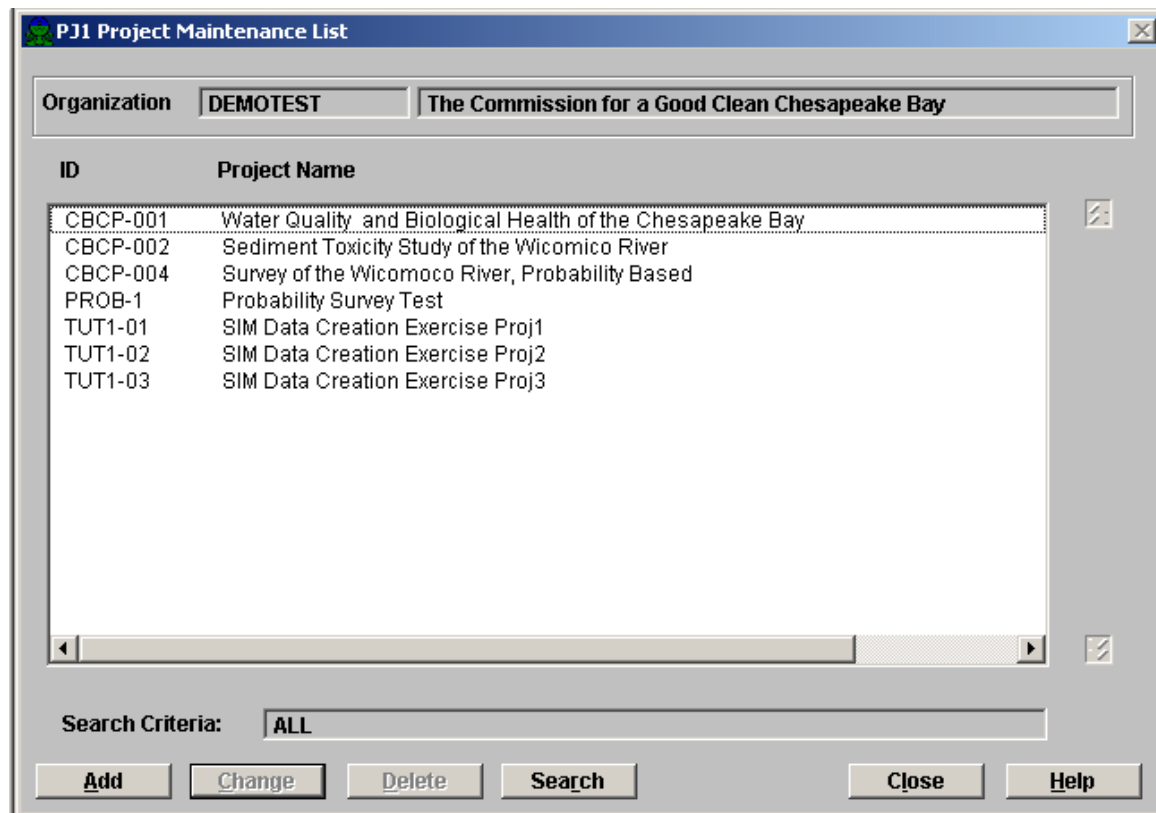 PJ1 Project Maintenance List
Organization DEMOTEST The Commission for a Good Clean Chesapeake Bay
ID Project Name
CBCP-001 Water Quality and Biological Health of the Chesapeake Bay
CBCP-002 Sediment Toxicity Study of the Wicomico River
CBCP-004 Survey of the Wicomoco River, Probability Based
PROB-1 Probability Survey Test
TUT1-01 SIM Data Creation Exercise Proj1
TUT1-02 SIM Data Creation Exercise Proj2
TUT1-03 SIM Data Creation Exercise Proj3
Search Criteria: ALL
Add Change Delete Search Close Help